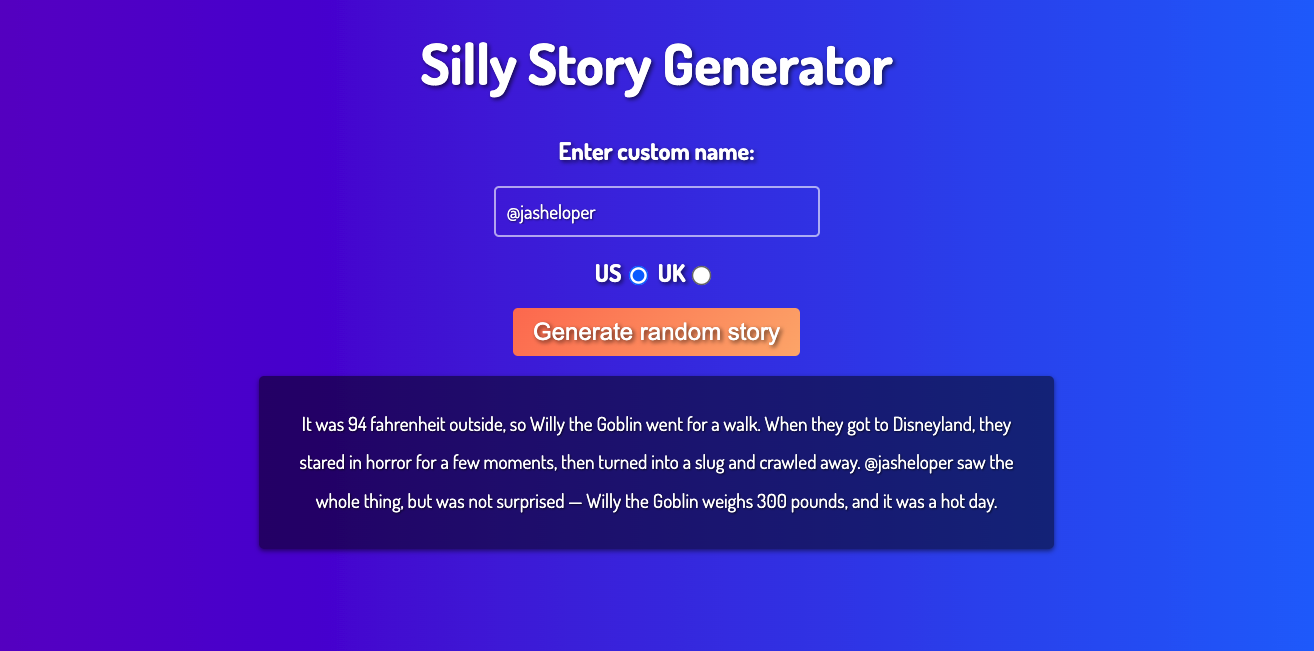 Silly Story Generator
Enter custom name:
@jasheloper
US UK
Generate random story
It was 94 fahrenheit outside, so Willy the Goblin went for a walk. When they got to Disneyland, they
stared in horror for a few moments, then turned into a slug and crawled away. @jasheloper saw the
whole thing, but was not surprised — Willy the Goblin weighs 300 pounds, and it was a hot day.